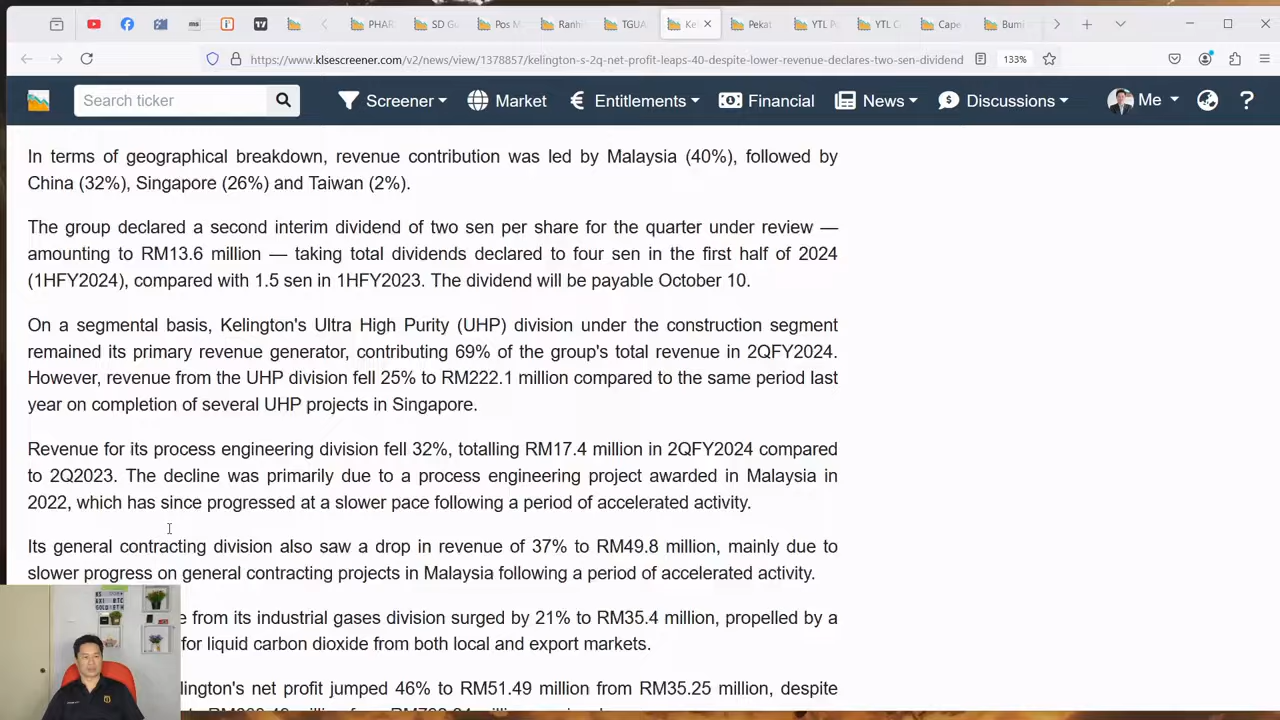 PHAR
SD Gu
Pos M
Ranh
TGUA
Ke
Pekat
YTL P
YTL C
Cape
Bumi
https://www.klsescreener.com/v2/news/view/1378857/kelington-s-2q-net-profit-leaps-40-despite-lower-revenue-declares-two-sen-dividend
133%
Search ticker
Screener
Market
Entitlements
Financial
News
Discussions
Me
In terms of geographical breakdown, revenue contribution was led by Malaysia (40%), followed by
China (32%), Singapore (26%) and Taiwan (2%).
The group declared a second interim dividend of two sen per share for the quarter under review —
amounting to RM13.6 million — taking total dividends declared to four sen in the first half of 2024
(1HFY2024), compared with 1.5 sen in 1HFY2023. The dividend will be payable October 10.
On a segmental basis, Kelington's Ultra High Purity (UHP) division under the construction segment
remained its primary revenue generator, contributing 69% of the group's total revenue in 2QFY2024.
However, revenue from the UHP division fell 25% to RM222.1 million compared to the same period last
year on completion of several UHP projects in Singapore.
Revenue for its process engineering division fell 32%, totalling RM17.4 million in 2QFY2024 compared
to 2Q2023. The decline was primarily due to a process engineering project awarded in Malaysia in
2022, which has since progressed at a slower pace following a period of accelerated activity.
Its general contracting division also saw a drop in revenue of 37% to RM49.8 million, mainly due to
slower progress on general contracting projects in Malaysia following a period of accelerated activity.
e from its industrial gases division surged by 21% to RM35.4 million, propelled by a
for liquid carbon dioxide from both local and export markets.
lington's net profit jumped 46% to RM51.49 million from RM35.25 million, despite